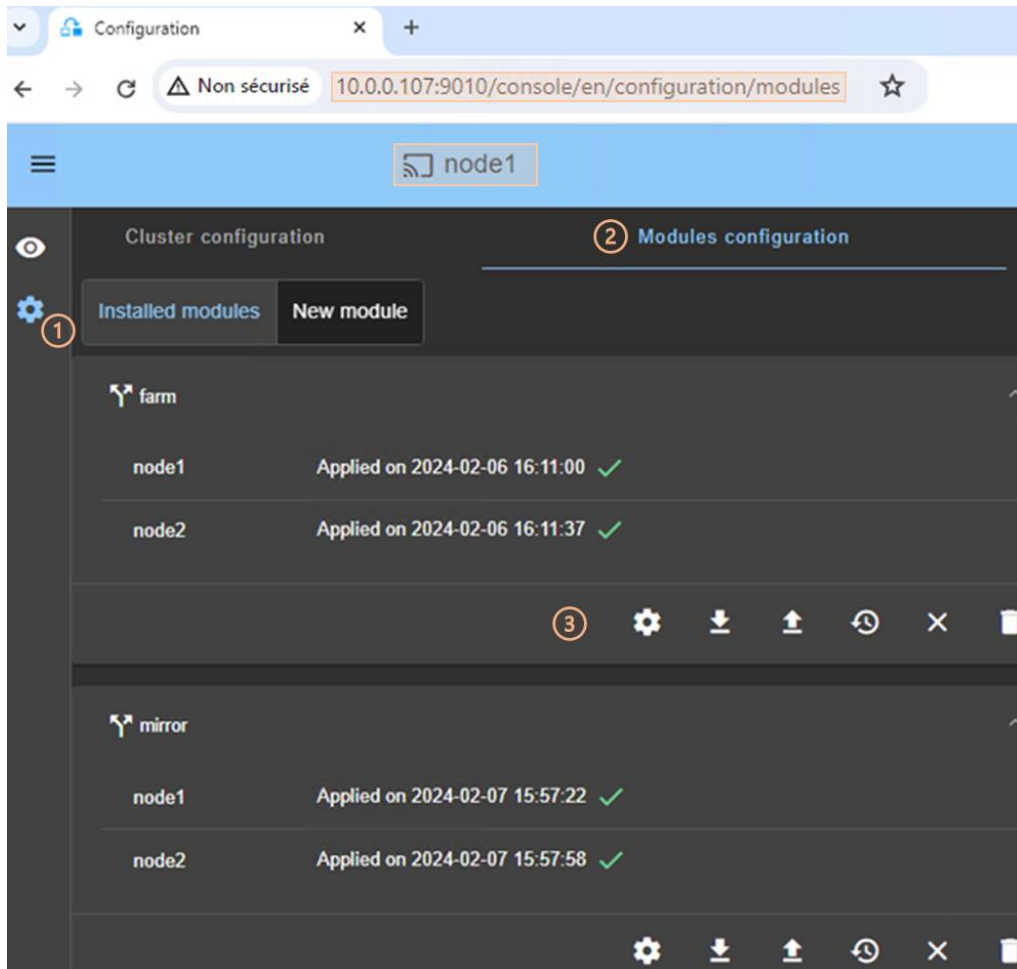 Configuration
Non sécurisé 10.0.0.107:9010/console/en/configuration/modules
node1
Cluster configuration 2 Modules configuration
1 Installed modules New module
farm
node1 Applied on 2024-02-06 16:11:00
node2 Applied on 2024-02-06 16:11:37
3
mirror
node1 Applied on 2024-02-07 15:57:22
node2 Applied on 2024-02-07 15:57:58